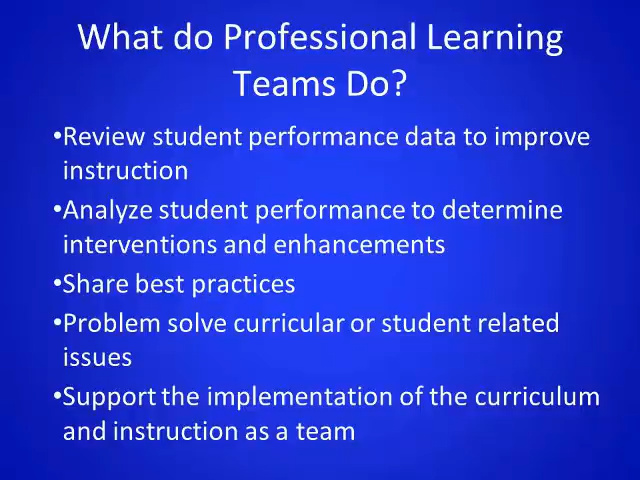 What do Professional Learning
Teams Do?
•Review student performance data to improve
instruction
•Analyze student performance to determine
interventions and enhancements
•Share best practices
•Problem solve curricular or student related
issues
•Support the implementation of the curriculum
and instruction as a team